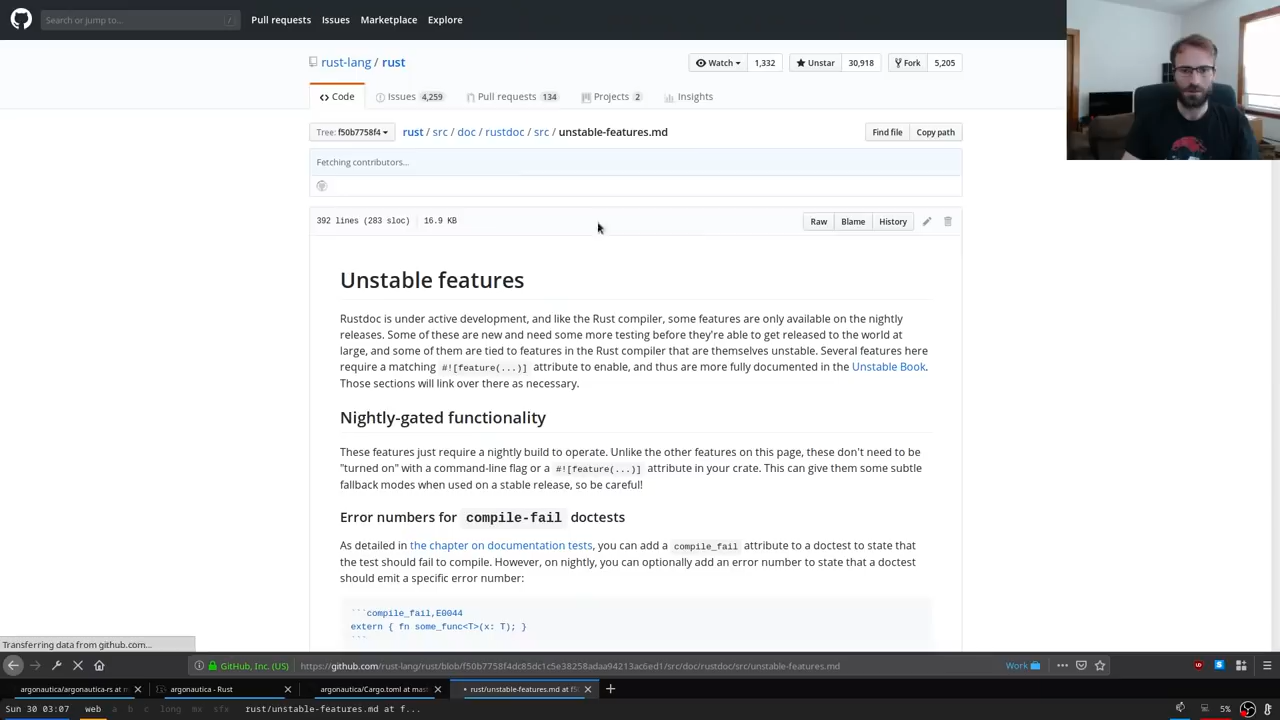 Search or jump to... /
Pull requests Issues Marketplace Explore
rust-lang / rust
Watch 1,332 Unstar 30,918 Fork 5,205
Code Issues 4,259 Pull requests 134 Projects 2 Insights
Tree: f50b7758f4 rust / src / doc / rustdoc / src / unstable-features.md Find file Copy path
Fetching contributors...
392 lines (283 sloc) 16.9 KB Raw Blame History
Unstable features
Rustdoc is under active development, and like the Rust compiler, some features are only available on the nightly
releases. Some of these are new and need some more testing before they're able to get released to the world at
large, and some of them are tied to features in the Rust compiler that are themselves unstable. Several features here
require a matching #![feature(...)] attribute to enable, and thus are more fully documented in the Unstable Book.
Those sections will link over there as necessary.
Nightly-gated functionality
These features just require a nightly build to operate. Unlike the other features on this page, these don't need to be
"turned on" with a command-line flag or a #![feature(...)] attribute in your crate. This can give them some subtle
fallback modes when used on a stable release, so be careful!
Error numbers for compile-fail doctests
As detailed in the chapter on documentation tests, you can add a compile_fail attribute to a doctest to state that
the test should fail to compile. However, on nightly, you can optionally add an error number to state that a doctest
should emit a specific error number:
```compile_fail,E0044
extern { fn some_func<T>(x: T); }
```
Transferring data from github.com...
GitHub, Inc. (US) https://github.com/rust-lang/rust/blob/f50b7758f4dc85dc1c5e38258adaa94213ac6ed1/src/doc/rustdoc/src/unstable-features.md Work
argonautica/argonautica-rs at m argonautica - Rust argonautica/Cargo.toml at mast rust/unstable-features.md at f5
Sun 30 03:07 web a b c long mx sfx rust/unstable-features.md at f... 5%